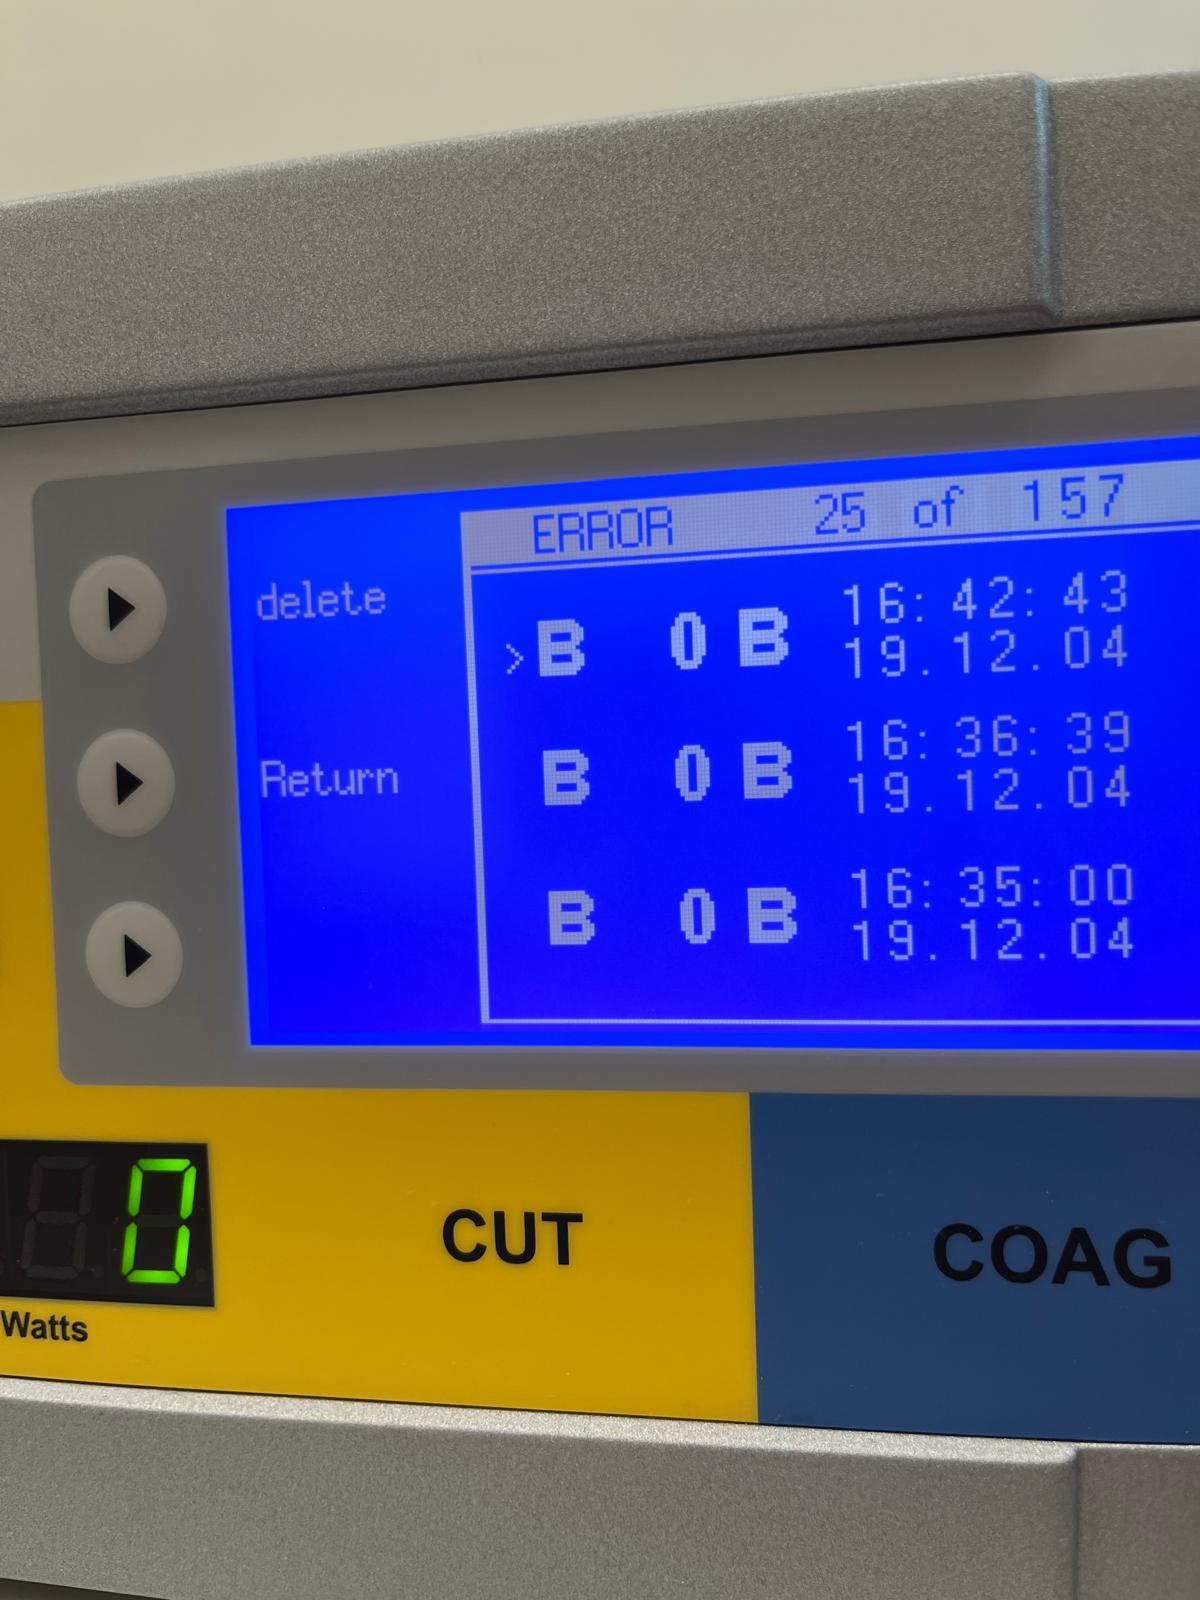 ERROR 25 of 157
delete
>B 0B 16:42:43
19.12.04
Return
B 0B 16:36:39
19.12.04
B 0B 16:35:00
19.12.04
0
CUT
COAG
Watts